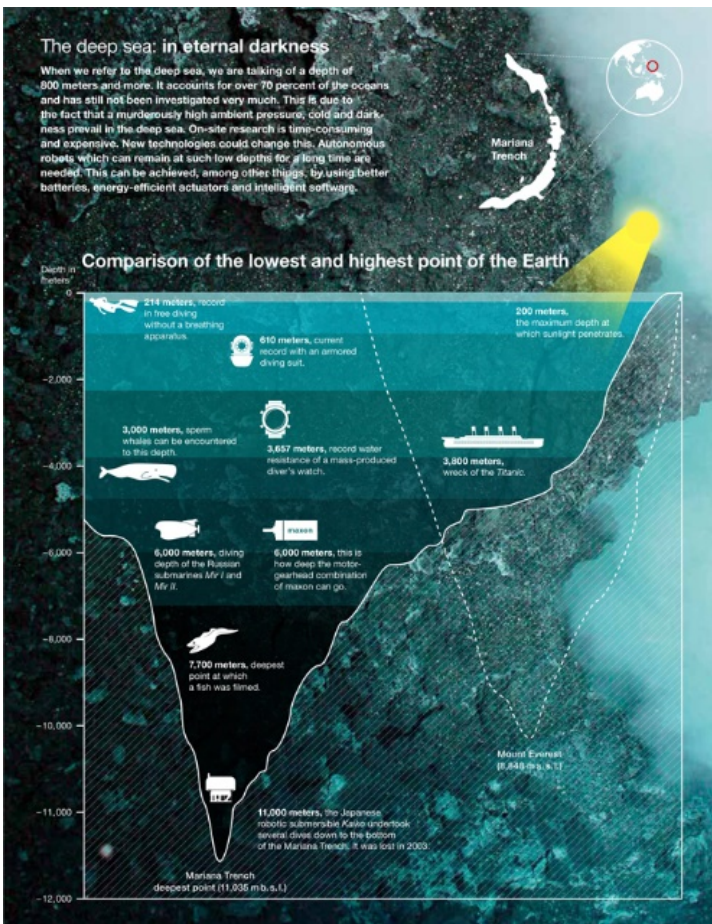 The deep sea: in eternal darkness
When we refer to the deep sea, we are talking of a depth of
800 meters and more. It accounts for over 70 percent of the oceans
and has still not been investigated very much. This is due to
the fact that a murderously high ambient pressure, cold and dark-
ness prevail in the deep sea. On-site research is time-consuming
and expensive. New technologies could change this. Autonomous
robots which can remain at such low depths for a long time are
needed. This can be achieved, among other things, by using better
batteries, energy-efficient actuators and intelligent software.
Mariana
Trench
Comparison of the lowest and highest point of the Earth
Depth in
meters
0
214 meters, record
in free diving
without a breathing
apparatus.
200 meters,
the maximum depth at
which sunlight penetrates.
610 meters, current
record with an armored
diving suit.
–2,000
3,000 meters, sperm
whales can be encountered
to this depth.
3,657 meters, record water
resistance of a mass-produced
diver's watch.
3,800 meters,
wreck of the Titanic.
–4,000
maxon
6,000 meters, diving
depth of the Russian
submarines Mir I and
Mir II.
6,000 meters, this is
how deep the motor-
gearhead combination
of maxon can go.
–6,000
–8,000
7,700 meters, deepest
point at which
a fish was filmed.
–10,000
Mount Everest
(8,848 m b. s. l.)
–11,000
11,000 meters, the Japanese
robotic submersible Kaiko undertook
several dives down to the bottom
of the Mariana Trench. It was lost in 2003.
Mariana Trench
deepest point (11,035 m b. s. l.)
–12,000